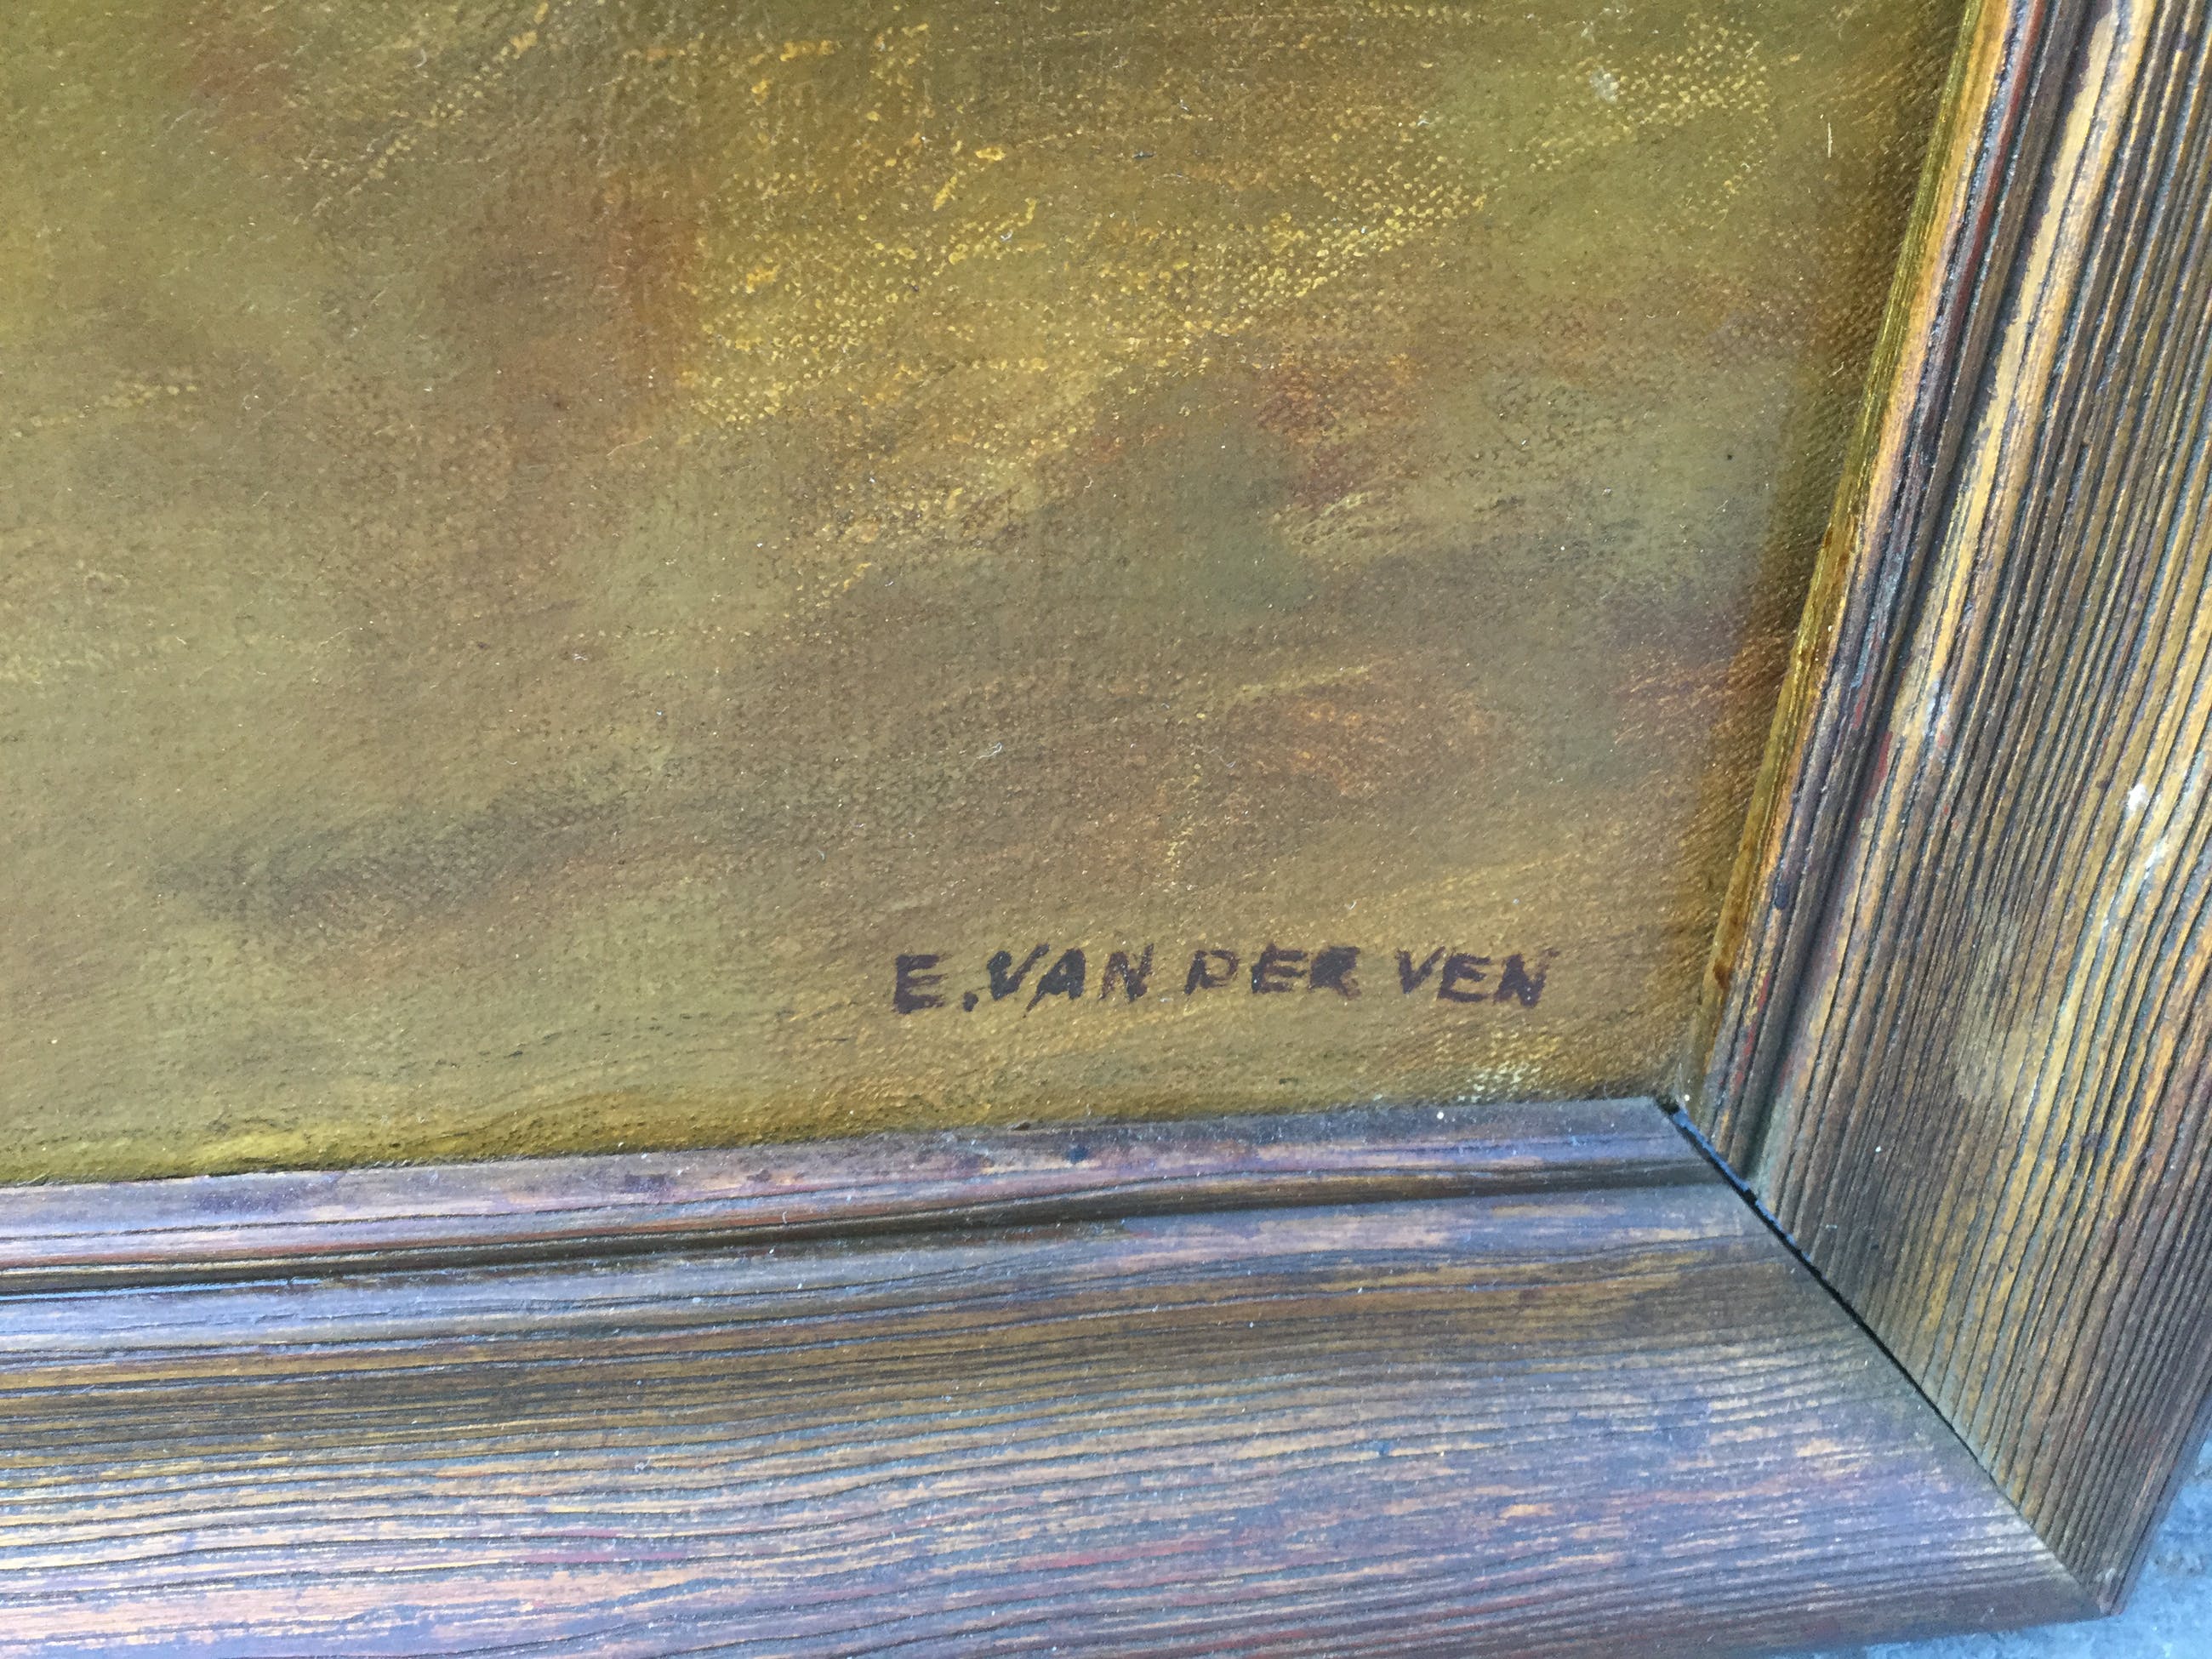 E. VAN DER VEN